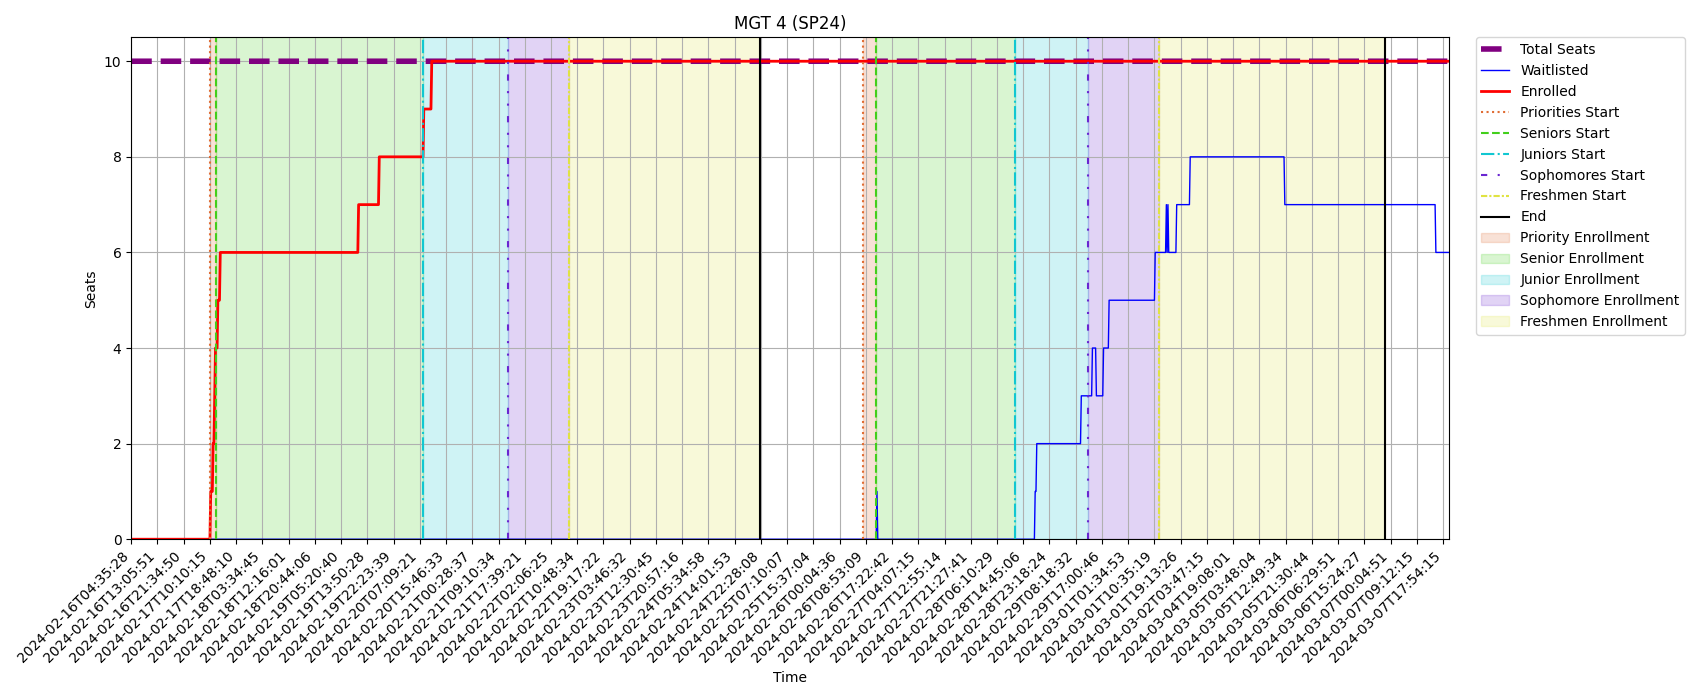 MGT 4 (SP24)
Total Seats
Waitlisted
Enrolled
Priorities Start
Seniors Start
Juniors Start
Sophomores Start
Freshmen Start
End
Priority Enrollment
Senior Enrollment
Junior Enrollment
Sophomore Enrollment
Freshmen Enrollment
Seats
10
8
6
4
2
0
2024-02-16T04:35:28
2024-02-16T13:05:51
2024-02-16T21:34:50
2024-02-17T10:10:15
2024-02-17T18:48:10
2024-02-18T03:34:45
2024-02-18T12:16:01
2024-02-18T20:44:06
2024-02-19T05:20:40
2024-02-19T13:50:28
2024-02-19T22:23:39
2024-02-20T07:09:21
2024-02-20T15:46:33
2024-02-21T00:28:37
2024-02-21T09:10:34
2024-02-21T17:39:21
2024-02-22T02:06:25
2024-02-22T10:48:34
2024-02-22T19:17:22
2024-02-23T03:46:32
2024-02-23T12:30:45
2024-02-23T20:57:16
2024-02-24T05:34:58
2024-02-24T14:01:53
2024-02-24T22:28:08
2024-02-25T07:10:07
2024-02-25T15:37:04
2024-02-26T00:04:36
2024-02-26T08:53:09
2024-02-26T17:22:42
2024-02-27T04:07:15
2024-02-27T12:55:14
2024-02-27T21:27:41
2024-02-28T06:10:29
2024-02-28T14:45:06
2024-02-28T23:18:24
2024-02-29T08:18:32
2024-02-29T17:00:46
2024-03-01T01:34:53
2024-03-01T10:35:19
2024-03-01T19:13:26
2024-03-02T03:47:15
2024-03-04T19:08:01
2024-03-05T03:48:04
2024-03-05T12:49:34
2024-03-05T21:30:44
2024-03-06T06:29:51
2024-03-06T15:24:27
2024-03-07T00:04:51
2024-03-07T09:12:15
2024-03-07T17:54:15
Time